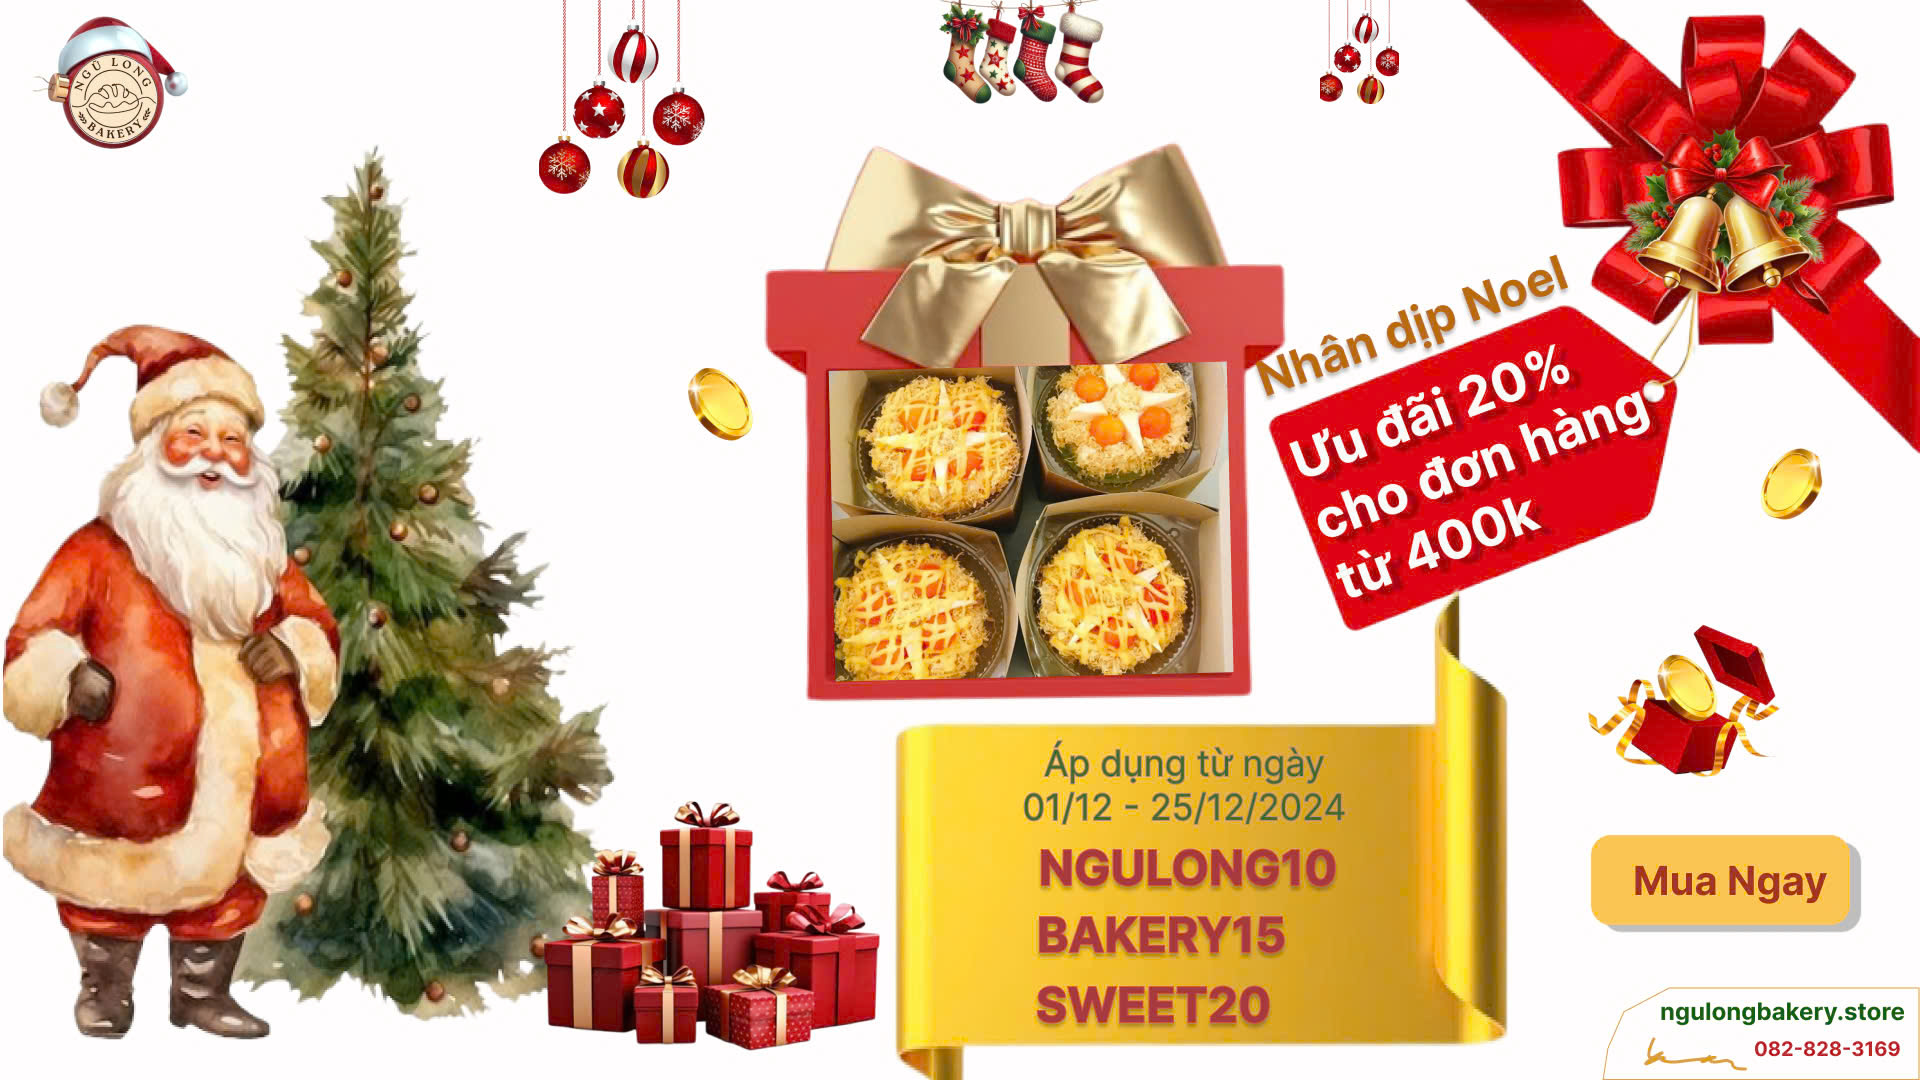 NGŨ LONG
BAKERY
Nhân dịp Noel
Ưu đãi 20%
cho đơn hàng
từ 400k
Áp dụng từ ngày
01/12 - 25/12/2024
NGULONG10
BAKERY15
SWEET20
Mua Ngay
ngulongbakery.store
082-828-3169